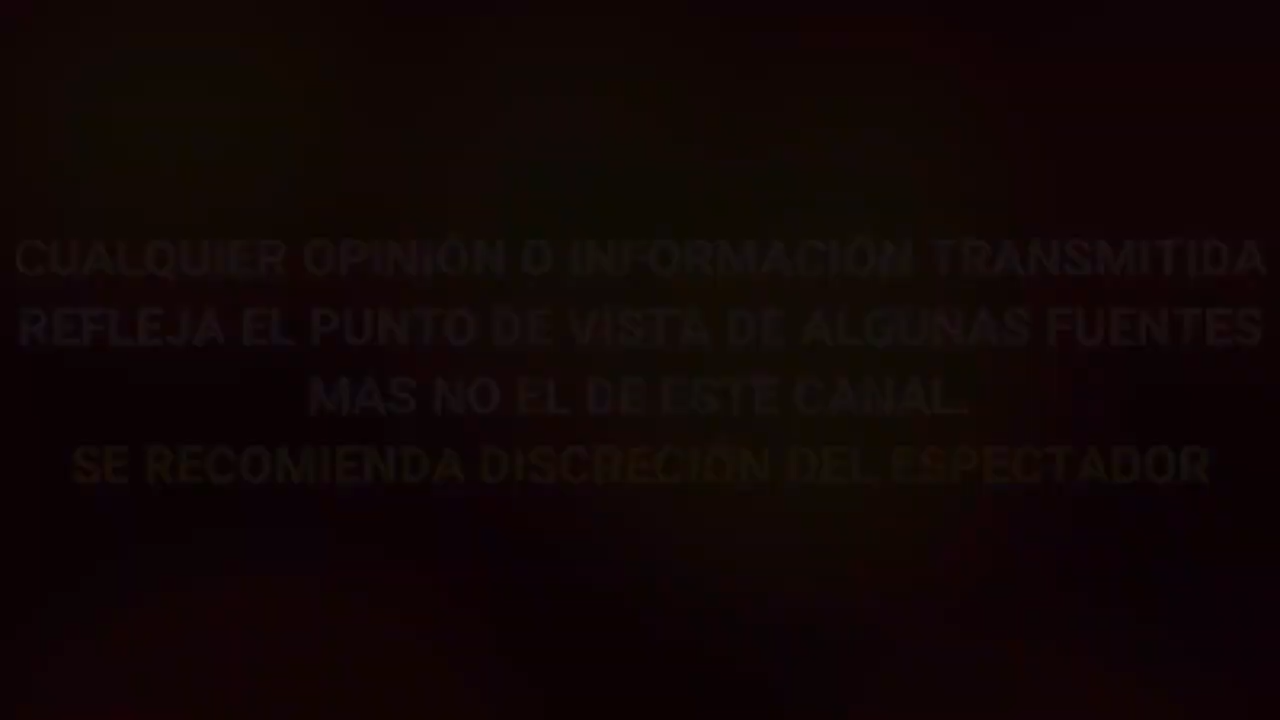 CUALQUIER OPINIÓN O INFORMACIÓN TRANSMITIDA
REFLEJA EL PUNTO DE VISTA DE ALGUNAS FUENTES
MAS NO EL DE ESTE CANAL.
SE RECOMIENDA DISCRECIÓN DEL ESPECTADOR